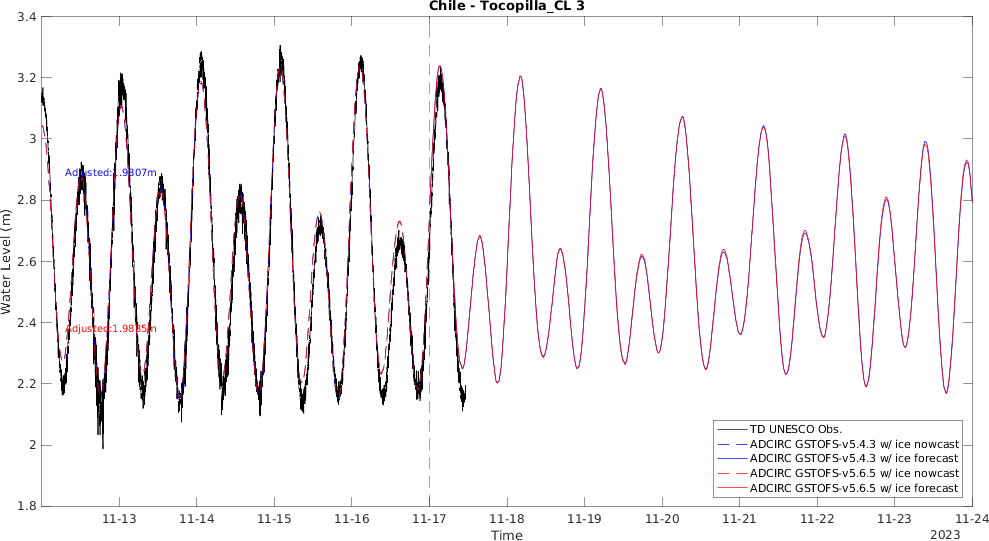 Chile - Tocopilla_CL 3
3.4
3.2
3
2.8
2.6
2.4
2.2
2
1.8
Water Level (m)
Adjusted:1.9807m
Adjusted:1.9885m
TD UNESCO Obs.
ADCIRC GSTOFS-v5.4.3 w/ ice nowcast
ADCIRC GSTOFS-v5.4.3 w/ ice forecast
ADCIRC GSTOFS-v5.6.5 w/ ice nowcast
ADCIRC GSTOFS-v5.6.5 w/ ice forecast
11-13 11-14 11-15 11-16 11-17 11-18 11-19 11-20 11-21 11-22 11-23 11-24
Time
2023